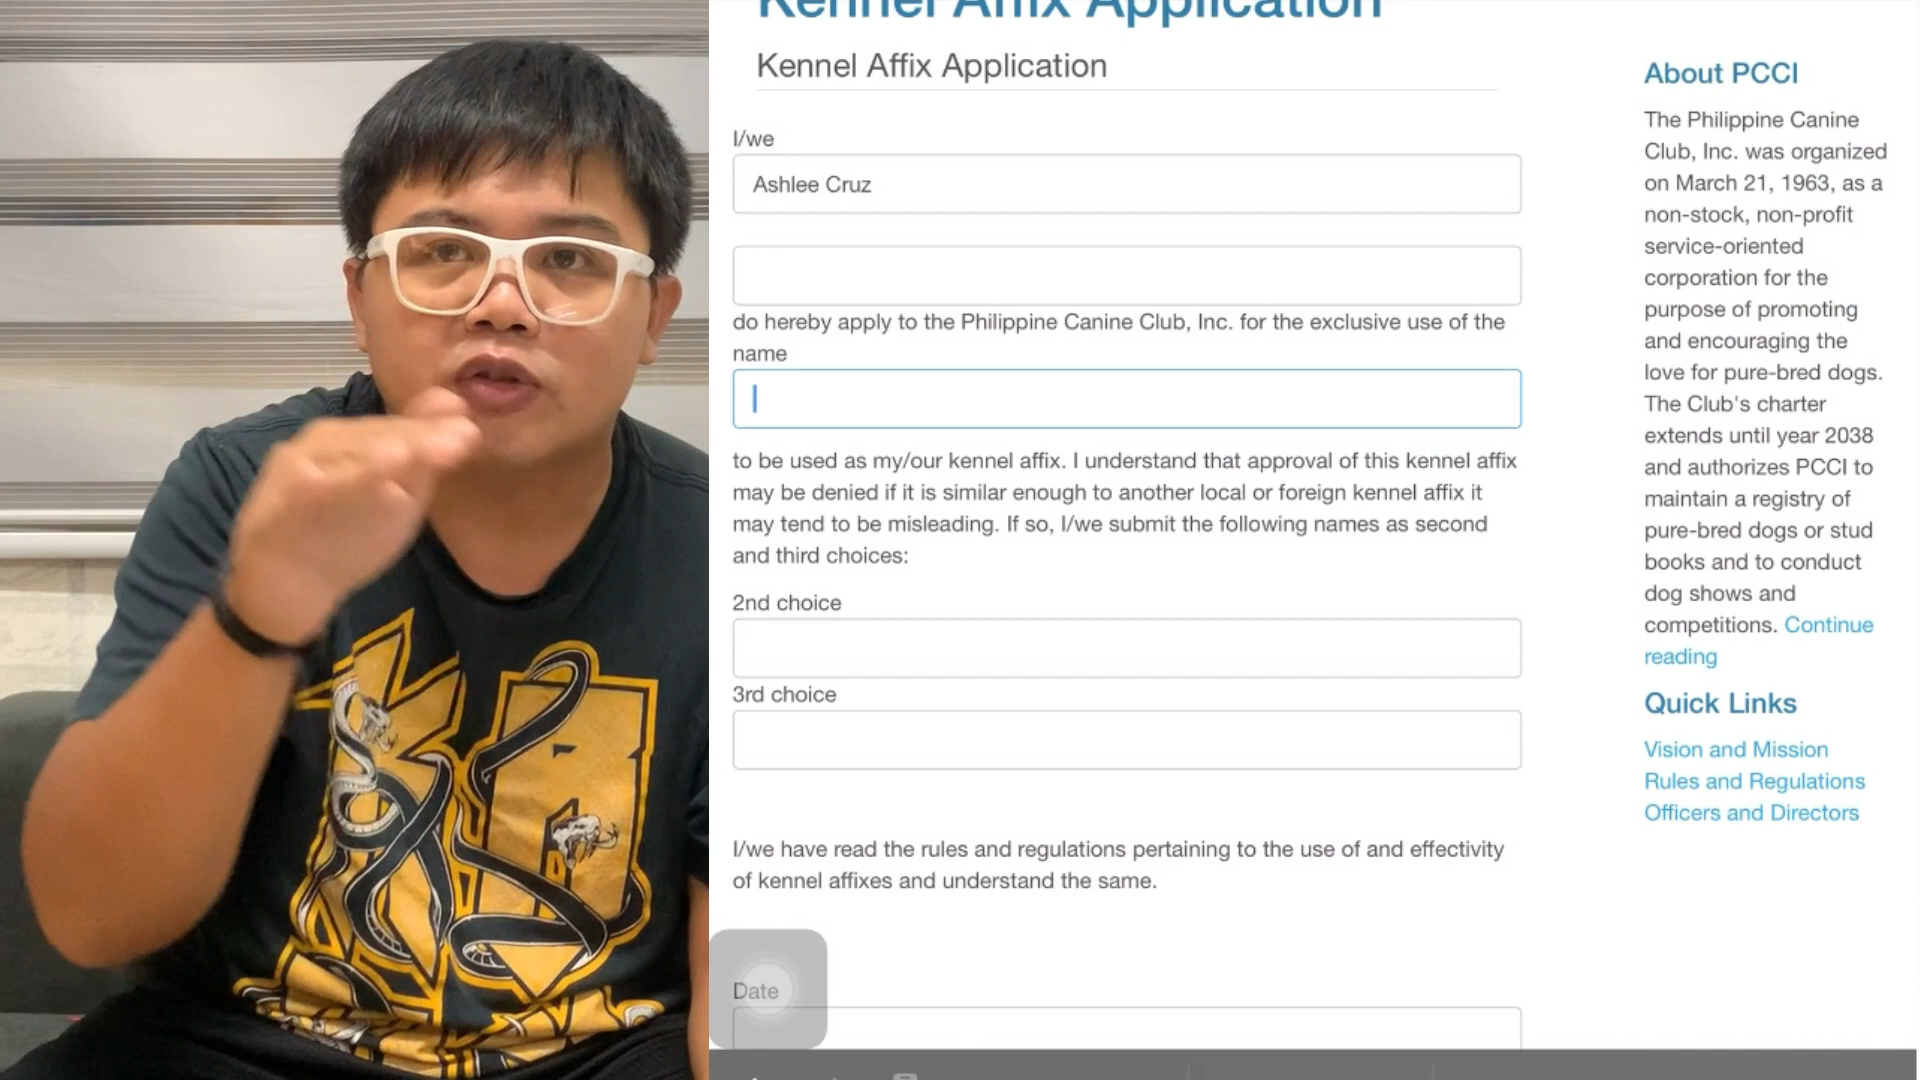 Kennel Affix Application
Kennel Affix Application
I/we
Ashlee Cruz
do hereby apply to the Philippine Canine Club, Inc. for the exclusive use of the
name
to be used as my/our kennel affix. I understand that approval of this kennel affix
may be denied if it is similar enough to another local or foreign kennel affix it
may tend to be misleading. If so, I/we submit the following names as second
and third choices:
2nd choice
3rd choice
I/we have read the rules and regulations pertaining to the use of and effectivity
of kennel affixes and understand the same.
Date
About PCCI
The Philippine Canine
Club, Inc. was organized
on March 21, 1963, as a
non-stock, non-profit
service-oriented
corporation for the
purpose of promoting
and encouraging the
love for pure-bred dogs.
The Club's charter
extends until year 2038
and authorizes PCCI to
maintain a registry of
pure-bred dogs or stud
books and to conduct
dog shows and
competitions. Continue
reading
Quick Links
Vision and Mission
Rules and Regulations
Officers and Directors